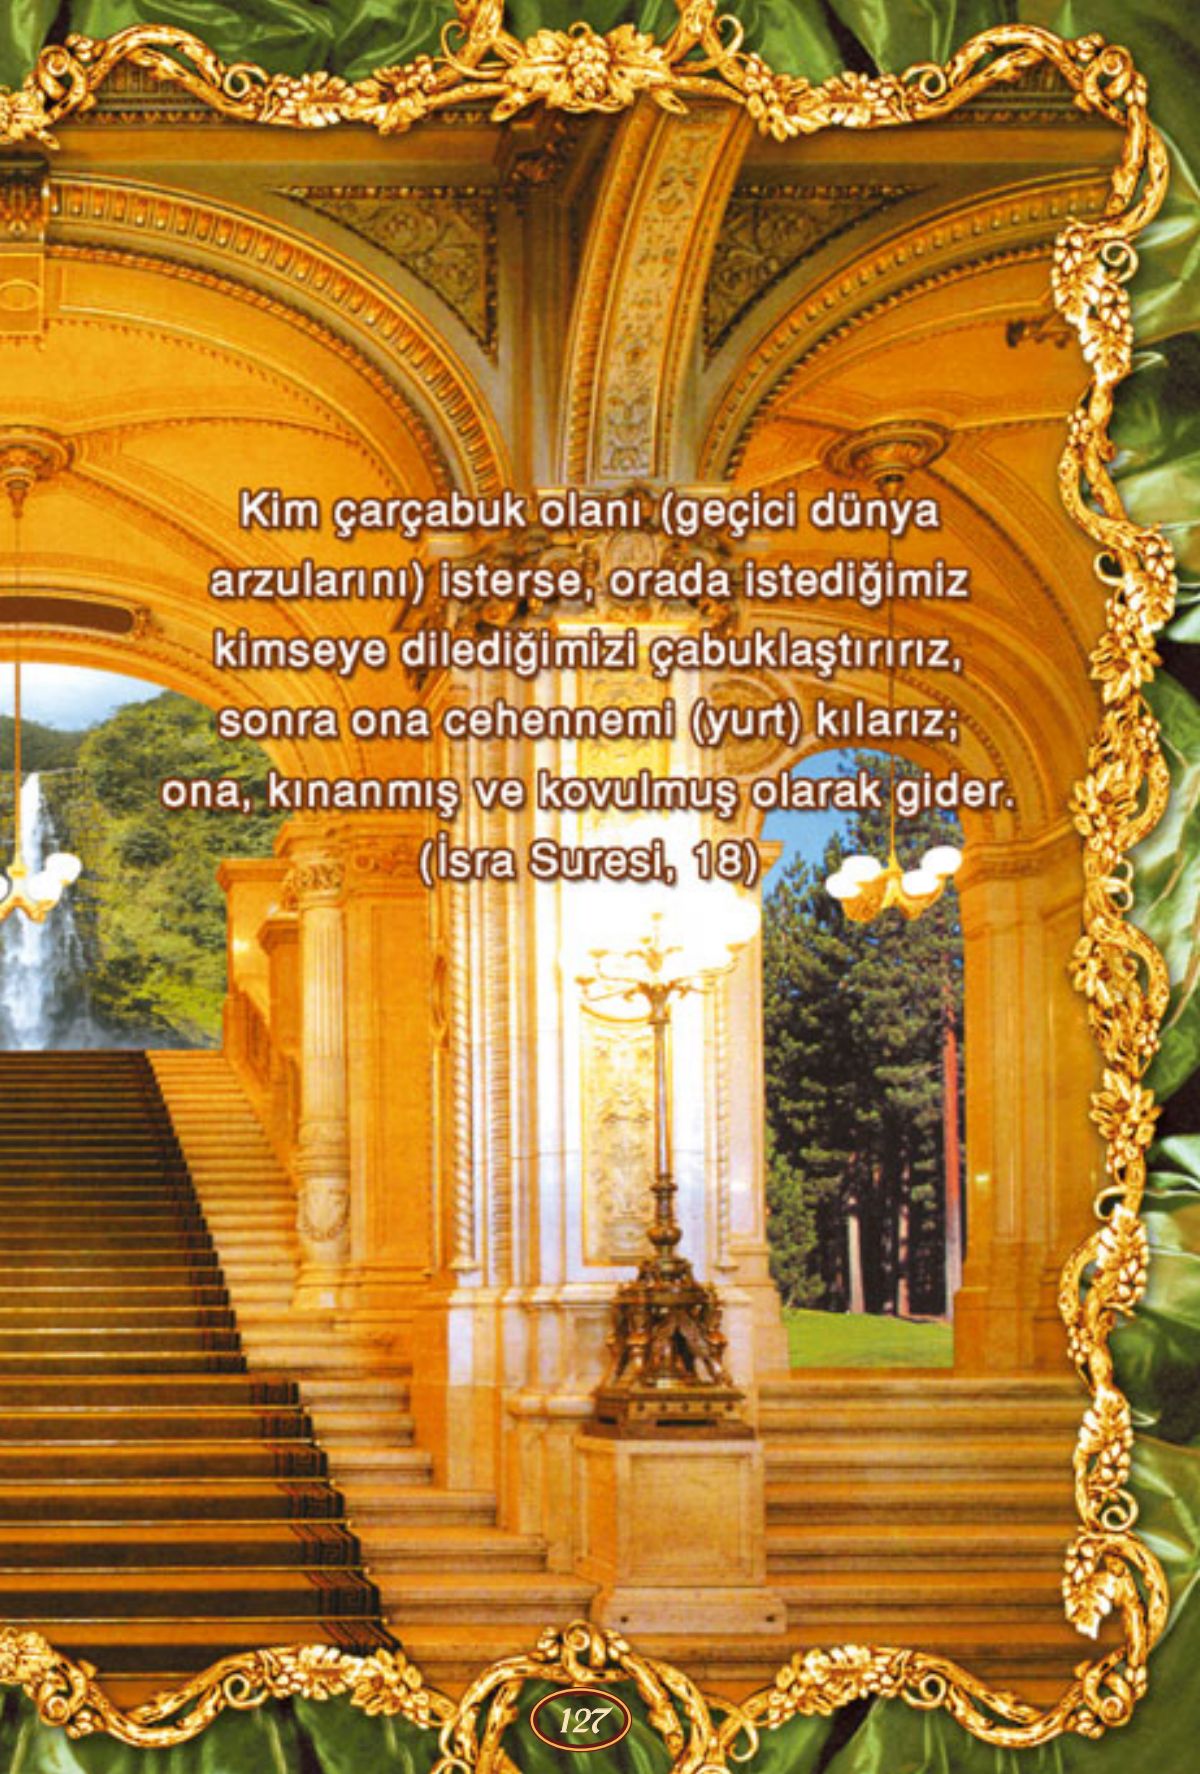 Kim çarçabuk olanı (geçici dünya
arzularını) isterse, orada istediğimiz
kimseye dilediğimizi çabuklaştırırız,
sonra ona cehennemi (yurt) kılarız;
ona, kınanmış ve kovulmuş olarak gider.
(İsra Suresi, 18)
127